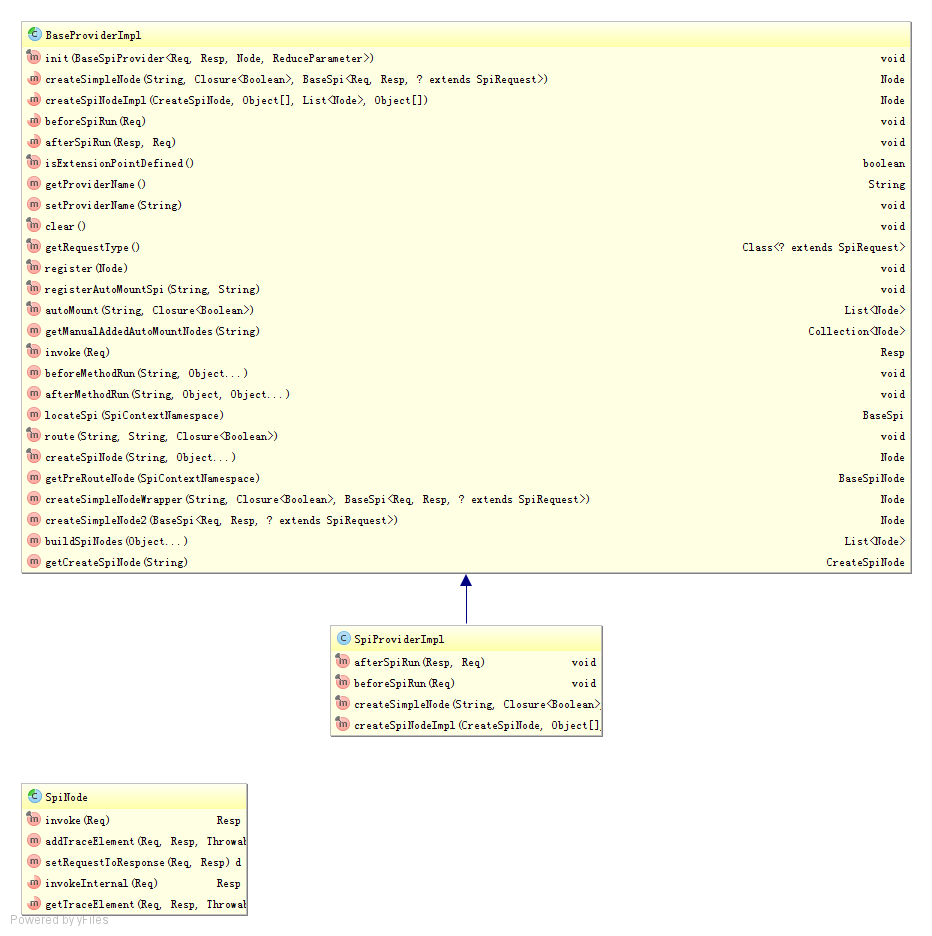 BaseProviderImpl
init(BaseSpiProvider<Req, Resp, Node, ReduceParameter>) void
createSimpleNode(String, Closure<Boolean>, BaseSpi<Req, Resp, ? extends SpiRequest>) Node
createSpiNodeImpl(CreateSpiNode, Object[], List<Node>, Object[]) Node
beforeSpiRun(Req) void
afterSpiRun(Resp, Req) void
isExtensionPointDefined() boolean
getProviderName() String
setProviderName(String) void
clear() void
getRequestType() Class<? extends SpiRequest>
register(Node) void
registerAutoMountSpi(String, String) void
autoMount(String, Closure<Boolean>) List<Node>
getManualAddedAutoMountNodes(String) Collection<Node>
invoke(Req) Resp
beforeMethodRun(String, Object...) void
afterMethodRun(String, Object, Object...) void
locateSpi(SpiContextNamespace) BaseSpi
route(String, String, Closure<Boolean>) void
createSpiNode(String, Object...) Node
getPreRouteNode(SpiContextNamespace) BaseSpiNode
createSimpleNodeWrapper(String, Closure<Boolean>, BaseSpi<Req, Resp, ? extends SpiRequest>) Node
createSimpleNode2(BaseSpi<Req, Resp, ? extends SpiRequest>) Node
buildSpiNodes(Object...) List<Node>
getCreateSpiNode(String) CreateSpiNode
SpiProviderImpl
afterSpiRun(Resp, Req) void
beforeSpiRun(Req) void
createSimpleNode(String, Closure<Boolean>
createSpiNodeImpl(CreateSpiNode, Object[]
SpiNode
invoke(Req) Resp
addTraceElement(Req, Resp, Throwab
setRequestToResponse(Req, Resp) d
invokeInternal(Req) Resp
getTraceElement(Req, Resp, Throwab
Powered by yFiles